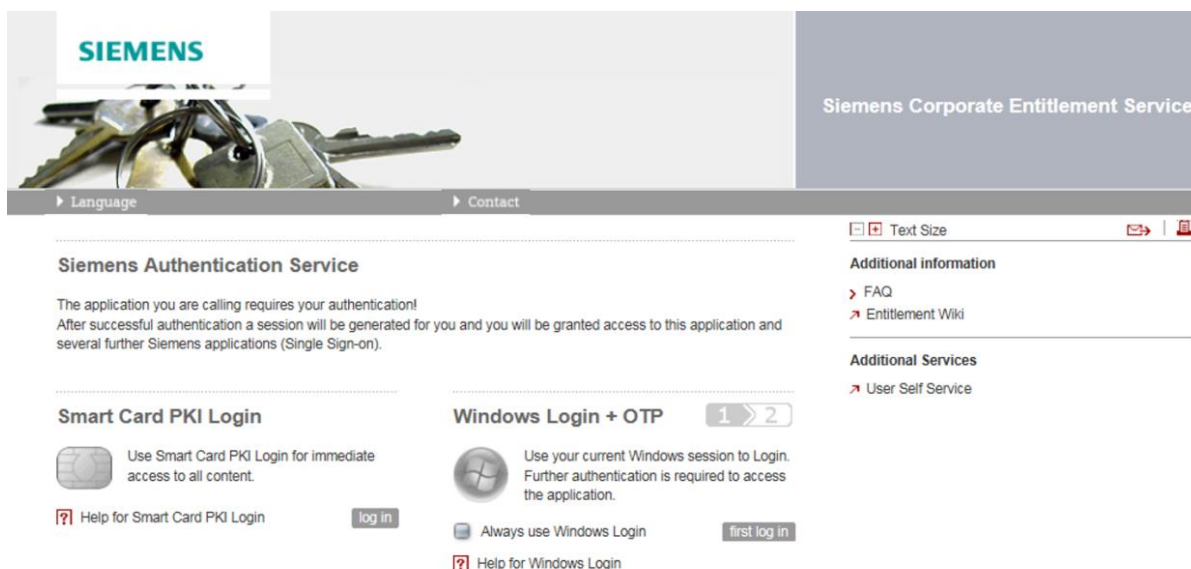 SIEMENS
Siemens Corporate Entitlement Service
Language
Contact
Text Size
Siemens Authentication Service
The application you are calling requires your authentication!
After successful authentication a session will be generated for you and you will be granted access to this application and
several further Siemens applications (Single Sign-on).
Additional information
FAQ
Entitlement Wiki
Additional Services
User Self Service
Smart Card PKI Login
Use Smart Card PKI Login for immediate
access to all content.
? Help for Smart Card PKI Login
log in
Windows Login + OTP
1 2
Use your current Windows session to Login.
Further authentication is required to access
the application.
Always use Windows Login
first log in
? Help for Windows Login